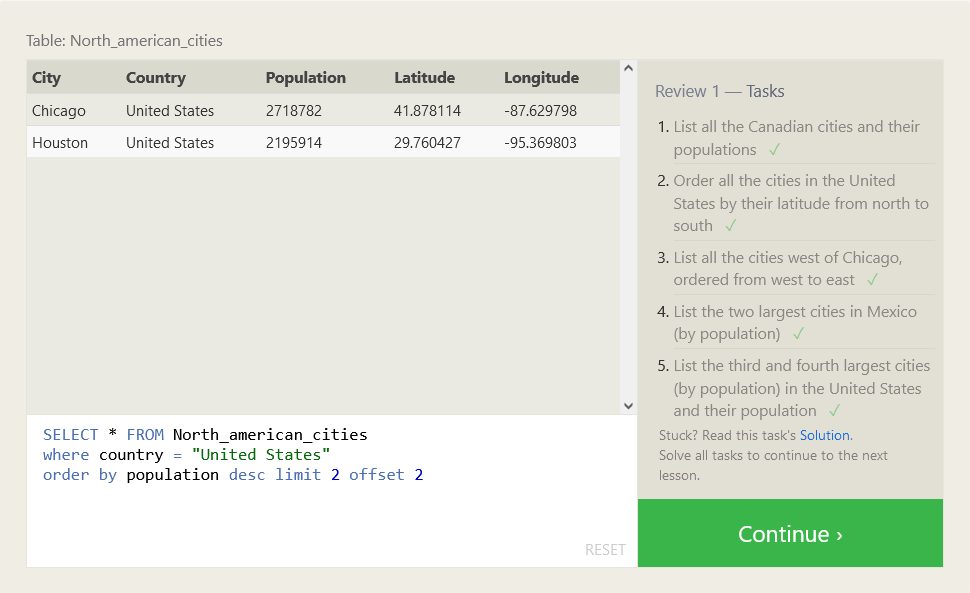 Table: North_american_cities
City Country Population Latitude Longitude
Chicago United States 2718782 41.878114 -87.629798
Houston United States 2195914 29.760427 -95.369803
SELECT * FROM North_american_cities
where country = "United States"
order by population desc limit 2 offset 2
RESET
Review 1 — Tasks
1. List all the Canadian cities and their
populations ✓
2. Order all the cities in the United
States by their latitude from north to
south ✓
3. List all the cities west of Chicago,
ordered from west to east ✓
4. List the two largest cities in Mexico
(by population) ✓
5. List the third and fourth largest cities
(by population) in the United States
and their population ✓
Stuck? Read this task's Solution.
Solve all tasks to continue to the next
lesson.
Continue ›